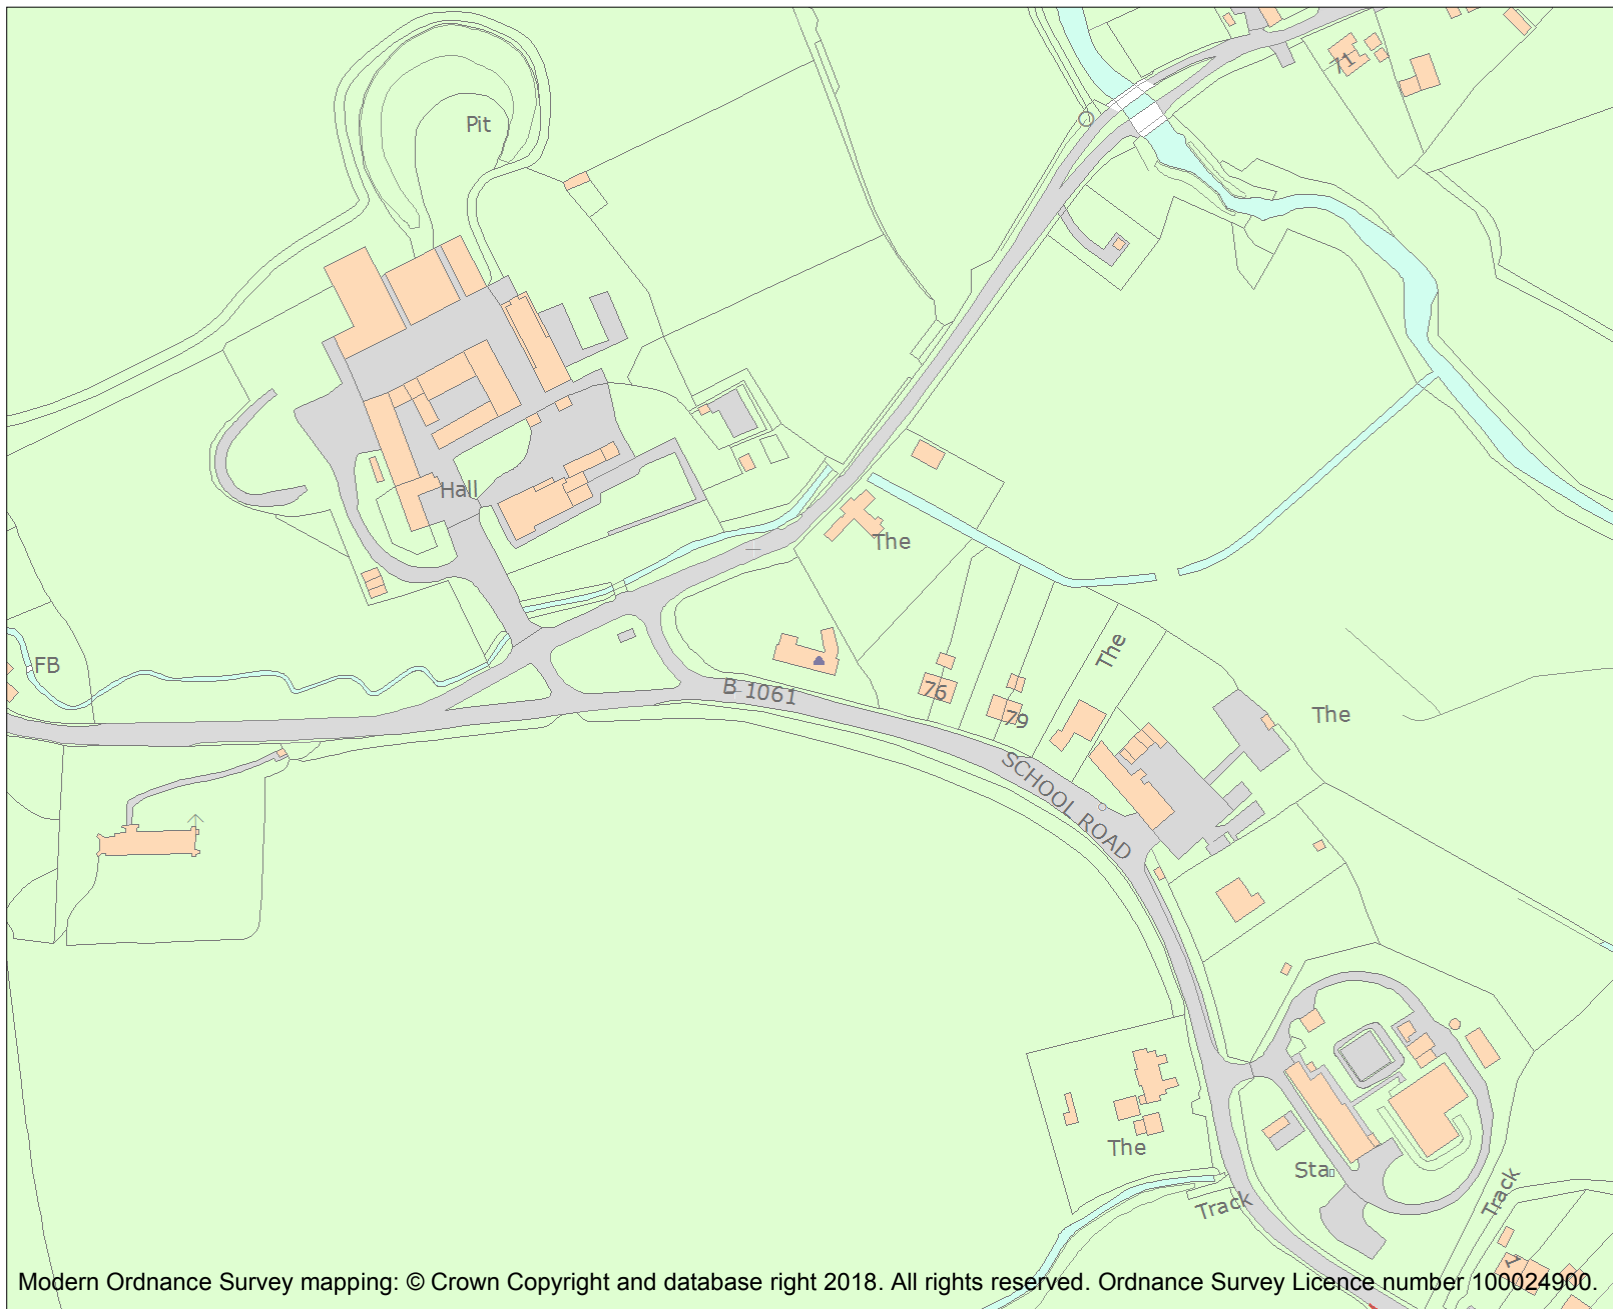 71
Pit
Hall
The
FB
B 1061
76
79
The
The
SCHOOL ROAD
The
Sta
Track
Track
1
Modern Ordnance Survey mapping: © Crown Copyright and database right 2018. All rights reserved. Ordnance Survey Licence number 100024900.